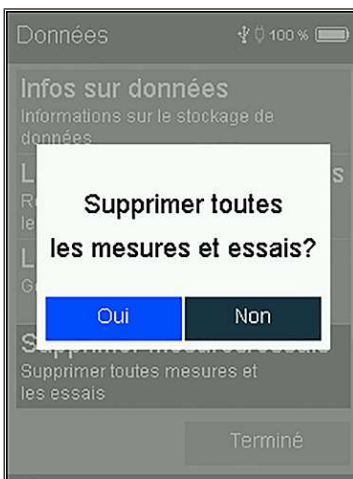 Données 100 %
Infos sur données
Informations sur le stockage de
données
Supprimer toutes
les mesures et essais?
Oui Non
Supprimer toutes mesures et
les essais
Terminé